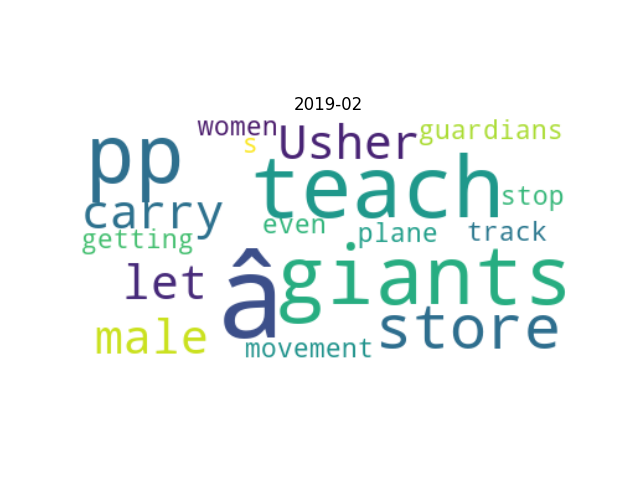 2019-02
women
s
Usher
guardians
pp
teach
stop
carry
getting
even
plane
track
let
â
giants
male
movement
store